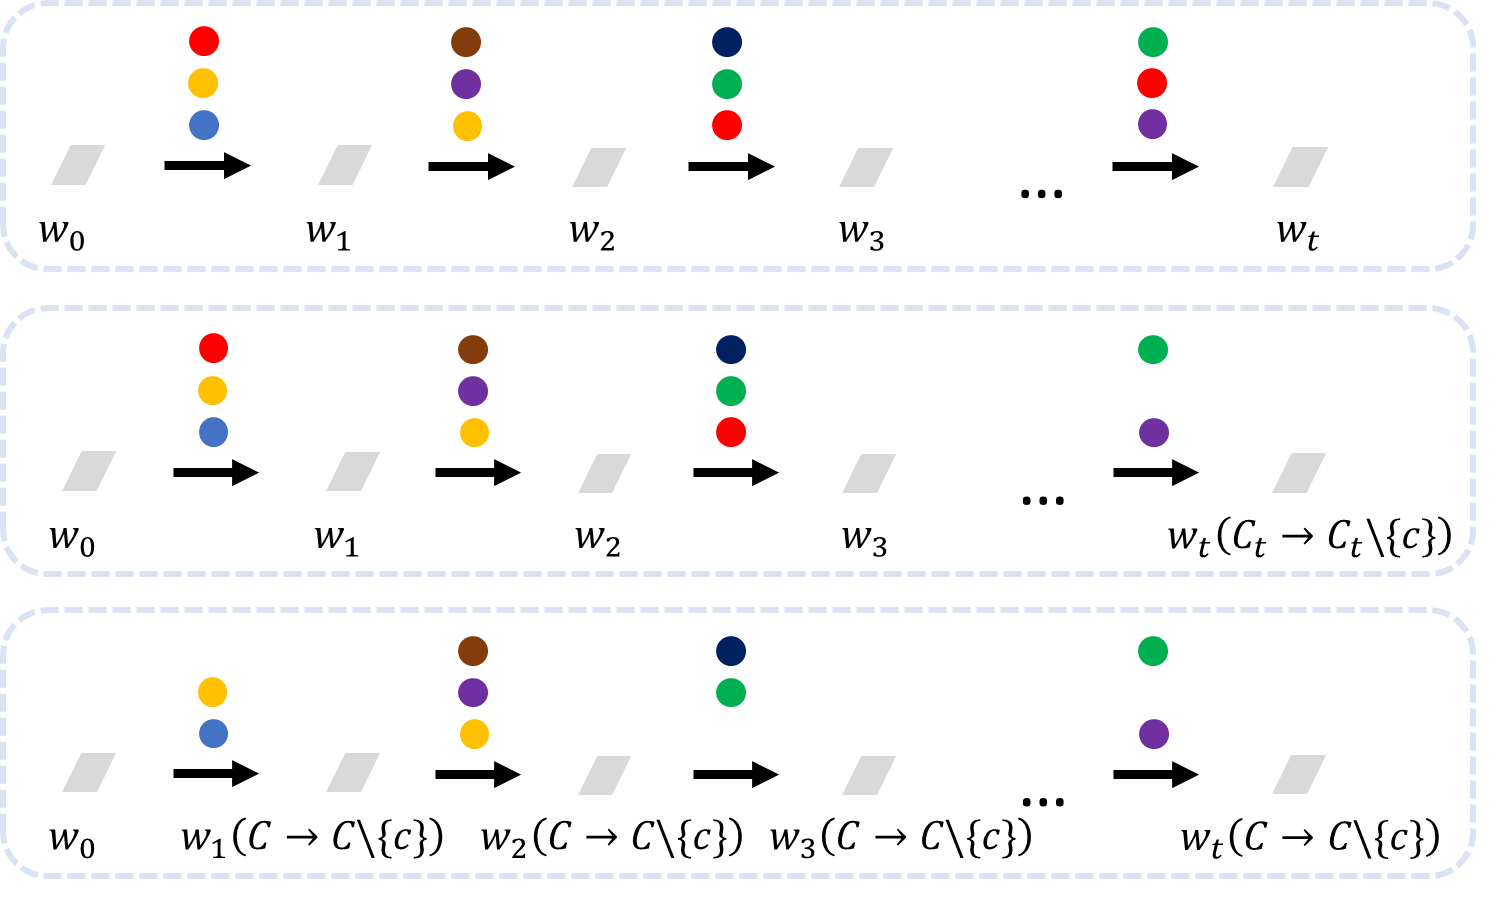 w₀ w₁ w₂ w₃ ... wₜ
w₀ w₁ w₂ w₃ ... wₜ(Cₜ → Cₜ\{c})
w₀ w₁(C → C\{c}) w₂(C → C\{c}) w₃(C → C\{c}) ... wₜ(C → C\{c})